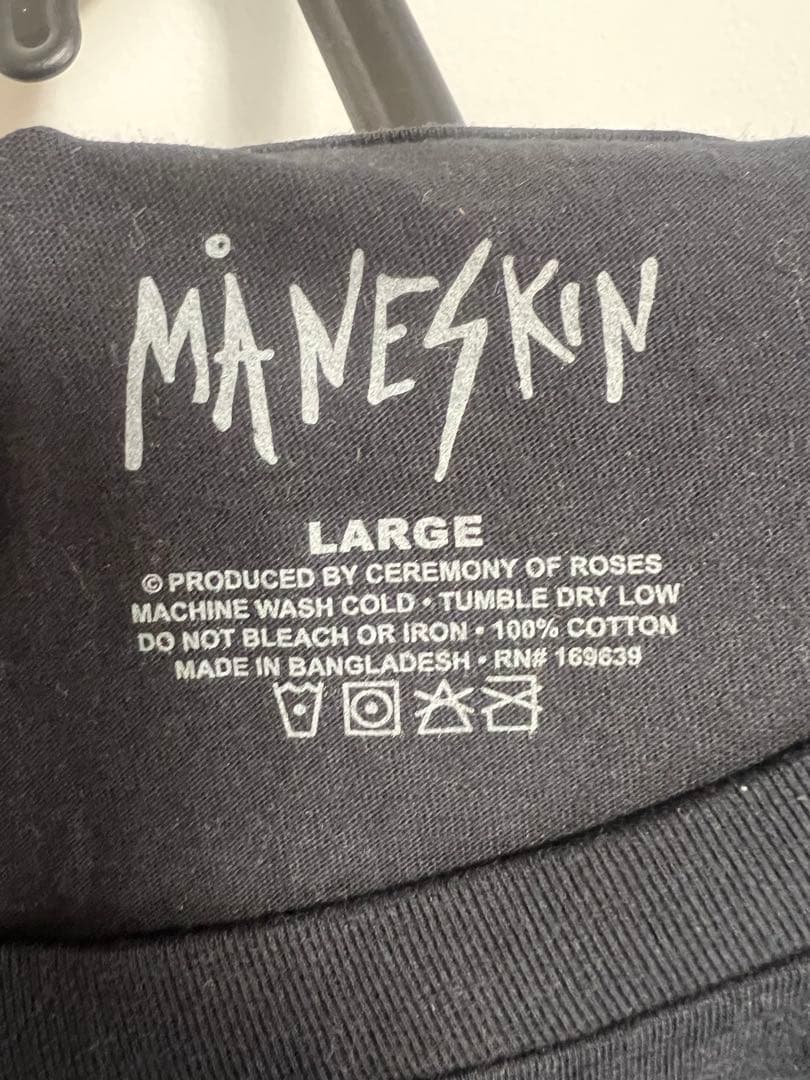 MÅNESKIN
LARGE
© PRODUCED BY CEREMONY OF ROSES
MACHINE WASH COLD • TUMBLE DRY LOW
DO NOT BLEACH OR IRON • 100% COTTON
MADE IN BANGLADESH • RN# 169639